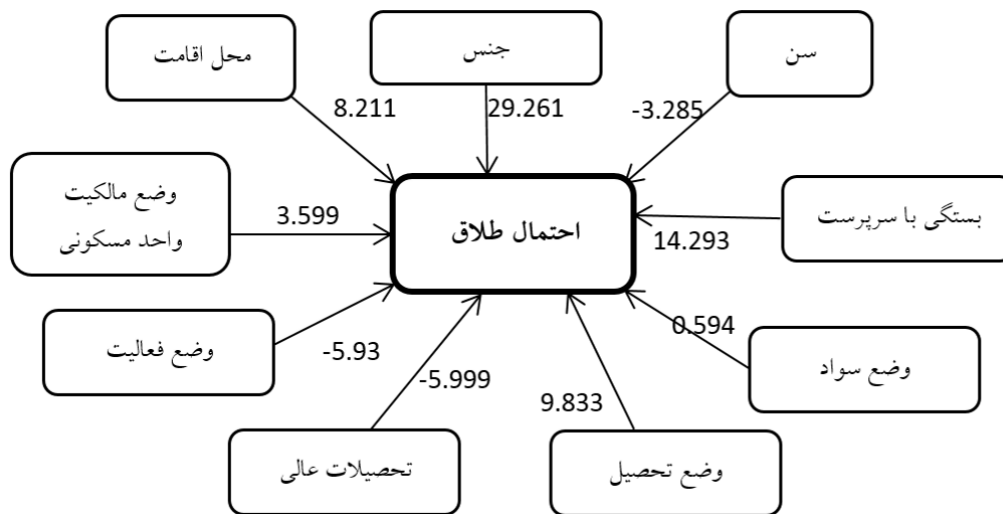 محل اقامت
جنس
سن
8.211
29.261
-3.285
وضع مالکیت
واحد مسکونی
3.599
احتمال طلاق
بستگی با سرپرست
14.293
وضع فعالیت
-5.93
-5.999
9.833
0.594
وضع سواد
تحصیلات عالی
وضع تحصیل